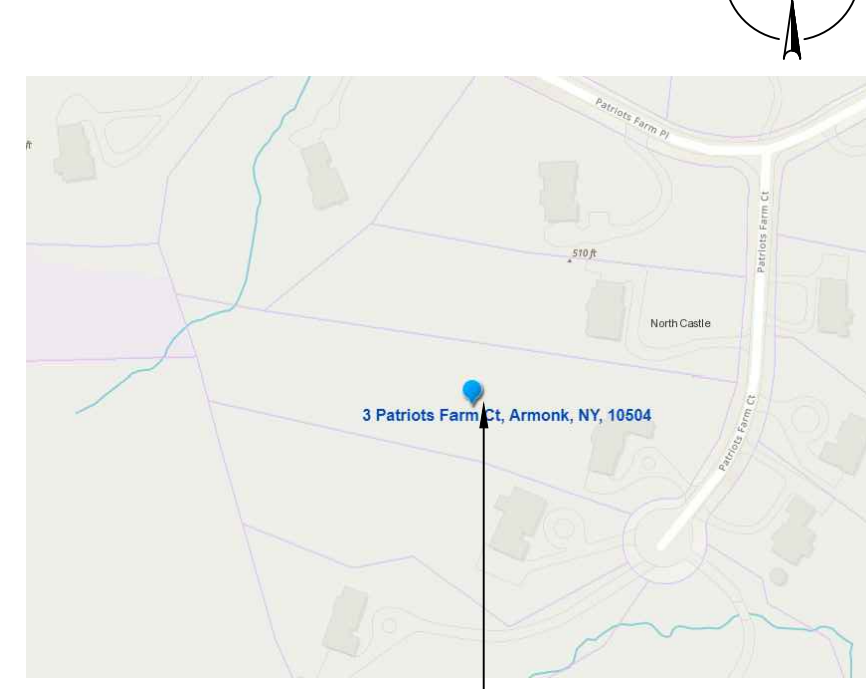 Patriots Farm Pl
ft
Patriots Farm Ct
510 ft
North Castle
3 Patriots Farm Ct, Armonk, NY, 10504
Patriots Farm Ct